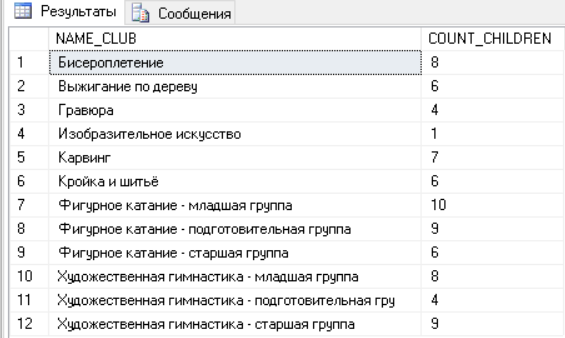 Результаты Сообщения
NAME_CLUB COUNT_CHILDREN
1 Бисероплетение 8
2 Выжигание по дереву 6
3 Гравюра 4
4 Изобразительное искусство 1
5 Карвинг 7
6 Кройка и шитьё 6
7 Фигурное катание - младшая группа 10
8 Фигурное катание - подготовительная группа 9
9 Фигурное катание - старшая группа 6
10 Художественная гимнастика - младшая группа 8
11 Художественная гимнастика - подготовительная гру 4
12 Художественная гимнастика - старшая группа 9